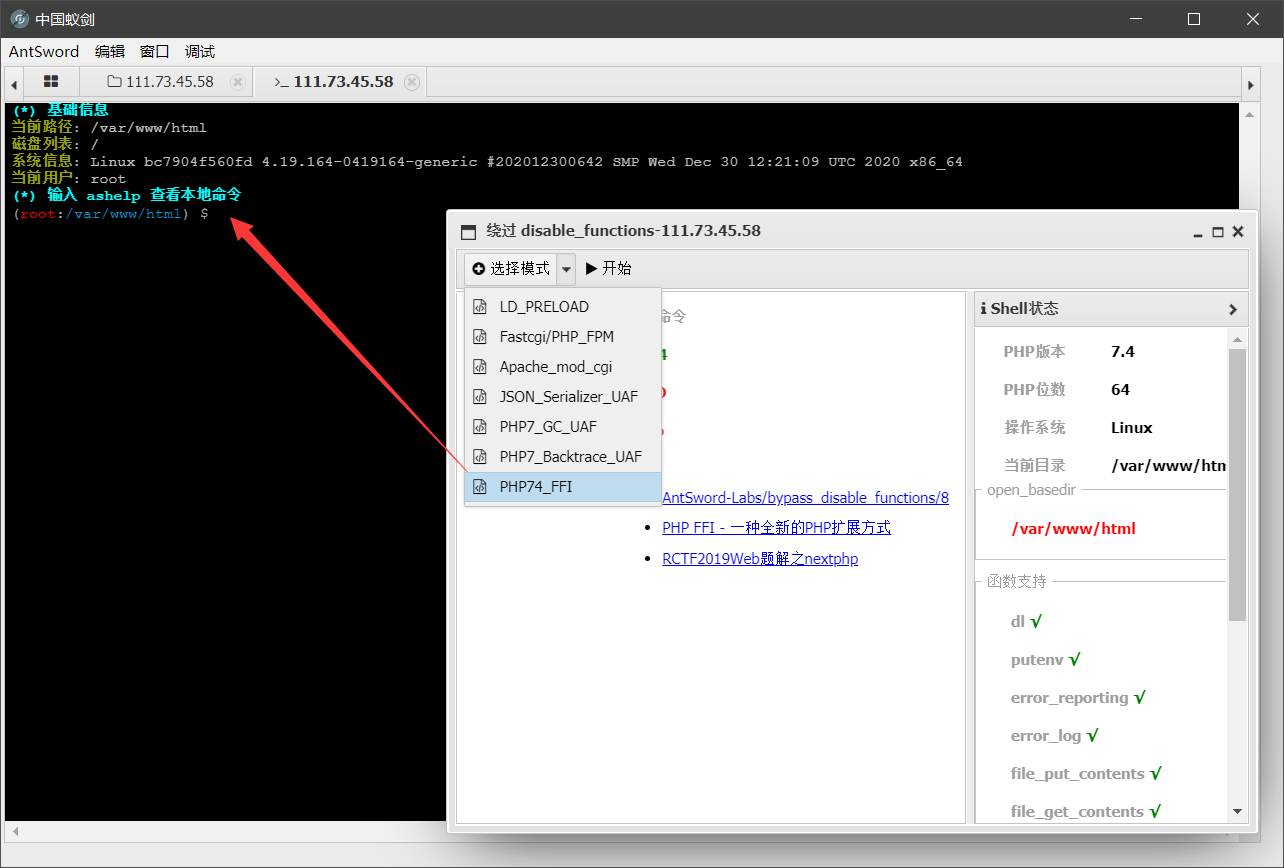 中国蚁剑
AntSword 编辑 窗口 调试
111.73.45.58 >_ 111.73.45.58
(*) 基础信息
当前路径: /var/www/html
磁盘列表: /
系统信息: Linux bc7904f560fd 4.19.164-0419164-generic #202012300642 SMP Wed Dec 30 12:21:09 UTC 2020 x86_64
当前用户: root
(*) 输入 ashelp 查看本地命令
(root:/var/www/html) $
绕过 disable_functions-111.73.45.58
选择模式 开始
LD_PRELOAD
Fastcgi/PHP_FPM
Apache_mod_cgi
JSON_Serializer_UAF
PHP7_GC_UAF
PHP7_Backtrace_UAF
PHP74_FFI
命令
4
AntSword-Labs/bypass_disable_functions/8
PHP FFI - 一种全新的PHP扩展方式
RCTF2019Web题解之nextphp
Shell状态
PHP版本 7.4
PHP位数 64
操作系统 Linux
当前目录 /var/www/htm
open_basedir
/var/www/html
函数支持
dl √
putenv √
error_reporting √
error_log √
file_put_contents √
file_get_contents √